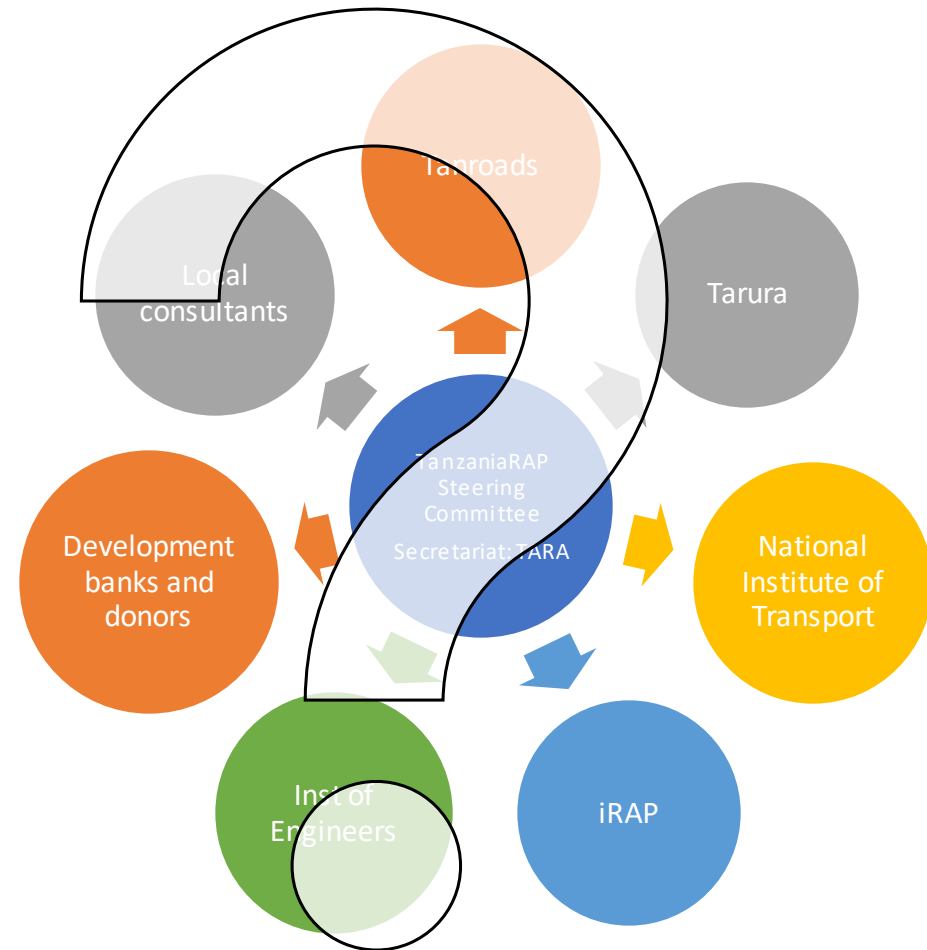 Tanroads
Local
consultants
Tarura
TanzaniaRAP
Steering
Committee
Secretariat: TARA
Development
banks and
donors
National
Institute of
Transport
Inst of
Engineers
iRAP